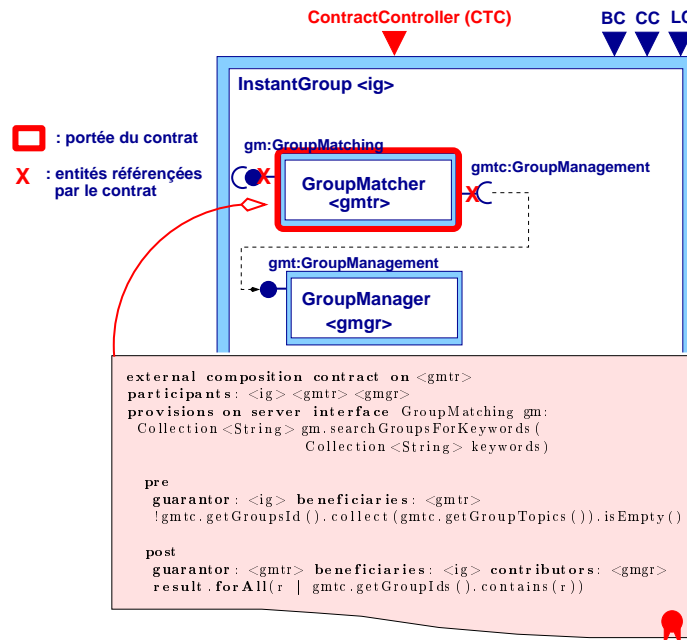 ContractController (CTC)
BC CC LC
InstantGroup <ig>
: portée du contrat
X : entités référencées
par le contrat
gm:GroupMatching
X
GroupMatcher
<gmtr>
gmtc:GroupManagement
X
gmt:GroupManagement
GroupManager
<gmgr>
external composition contract on <gmtr>
participants: <ig> <gmtr> <gmgr>
provisions on server interface GroupMatching gm:
Collection<String> gm.searchGroupsForKeywords(
Collection<String> keywords)
pre
guarantor: <ig> beneficiaries: <gmtr>
!gmtc.getGroupsId().collect(gmtc.getGroupTopics()).isEmpty()
post
guarantor: <gmtr> beneficiaries: <ig> contributors: <gmgr>
result.forAll(r | gmtc.getGroupIds().contains(r))